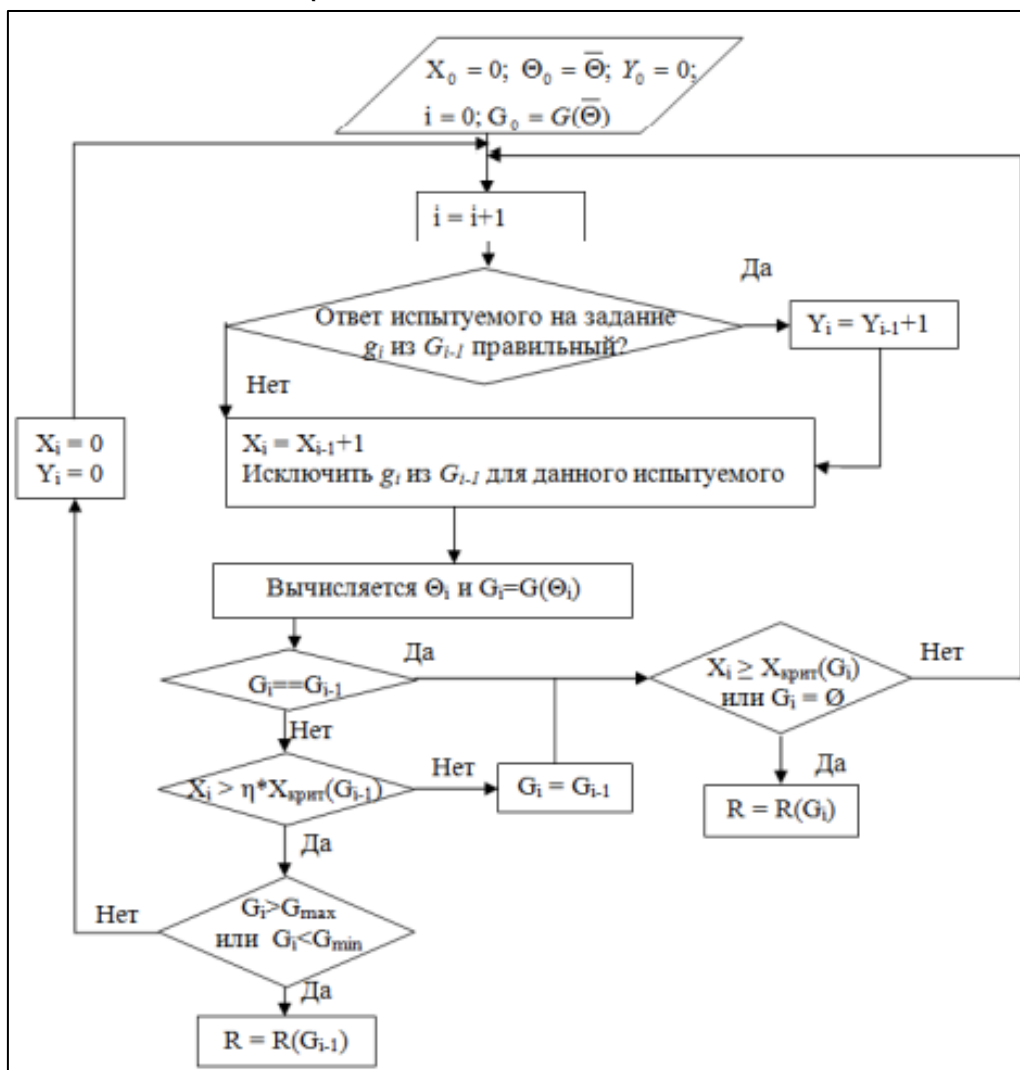 X₀ = 0; Θ₀ = Θ̅; Y₀ = 0;
i = 0; G₀ = G(Θ̅)
i = i+1
Да
Ответ испытуемого на задание
gᵢ из Gᵢ₋₁ правильный?
Yᵢ = Yᵢ₋₁+1
Нет
Xᵢ = 0
Yᵢ = 0
Xᵢ = Xᵢ₋₁+1
Исключить gᵢ из Gᵢ₋₁ для данного испытуемого
Вычисляется Θᵢ и Gᵢ=G(Θᵢ)
Да
Gᵢ==Gᵢ₋₁
Xᵢ ≥ Xкрит(Gᵢ)
или Gᵢ = Ø
Нет
Нет
Xᵢ > η*Xкрит(Gᵢ₋₁)
Нет
Gᵢ = Gᵢ₋₁
Да
R = R(Gᵢ)
Да
Нет
Gᵢ>Gmax
или Gᵢ<Gmin
Да
R = R(Gᵢ₋₁)